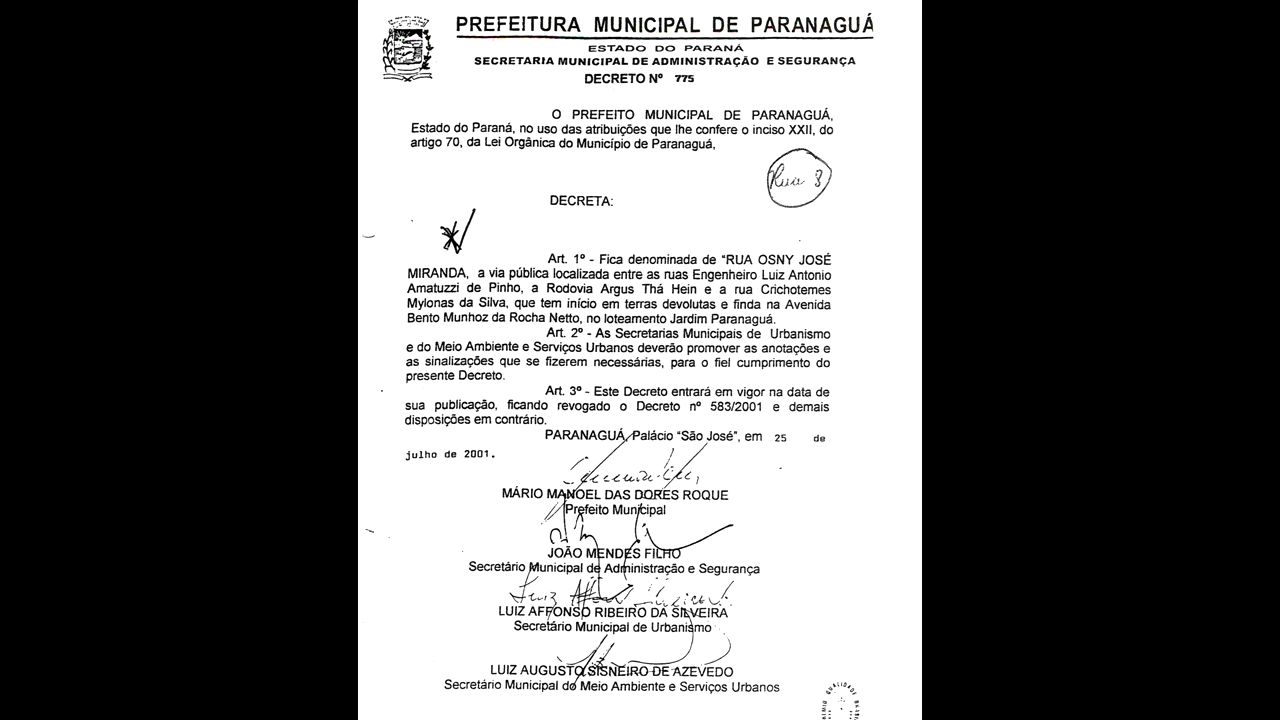 PREFEITURA MUNICIPAL DE PARANAGUÁ
ESTADO DO PARANÁ
SECRETARIA MUNICIPAL DE ADMINISTRAÇÃO E SEGURANÇA
DECRETO Nº 775
O PREFEITO MUNICIPAL DE PARANAGUÁ,
Estado do Paraná, no uso das atribuições que lhe confere o inciso XXII, do
artigo 70, da Lei Orgânica do Município de Paranaguá,
Rua 3
DECRETA:
Art. 1º - Fica denominada de "RUA OSNY JOSÉ
MIRANDA, a via pública localizada entre as ruas Engenheiro Luiz Antonio
Amatuzzi de Pinho, a Rodovia Argus Thá Hein e a rua Crichotemes
Mylonas da Silva, que tem início em terras devolutas e finda na Avenida
Bento Munhoz da Rocha Netto, no loteamento Jardim Paranaguá.
Art. 2º - As Secretarias Municipais de Urbanismo
e do Meio Ambiente e Serviços Urbanos deverão promover as anotações e
as sinalizações que se fizerem necessárias, para o fiel cumprimento do
presente Decreto.
Art. 3º - Este Decreto entrará em vigor na data de
sua publicação, ficando revogado o Decreto nº 583/2001 e demais
disposições em contrário.
PARANAGUÁ, Palácio "São José", em 25 de
julho de 2001.
MÁRIO MANOEL DAS DORES ROQUE
Prefeito Municipal
JOÃO MENDES FILHO
Secretário Municipal de Administração e Segurança
LUIZ AFFONSO RIBEIRO DA SILVEIRA
Secretário Municipal de Urbanismo
LUIZ AUGUSTO SISNEIRO DE AZEVEDO
Secretário Municipal do Meio Ambiente e Serviços Urbanos